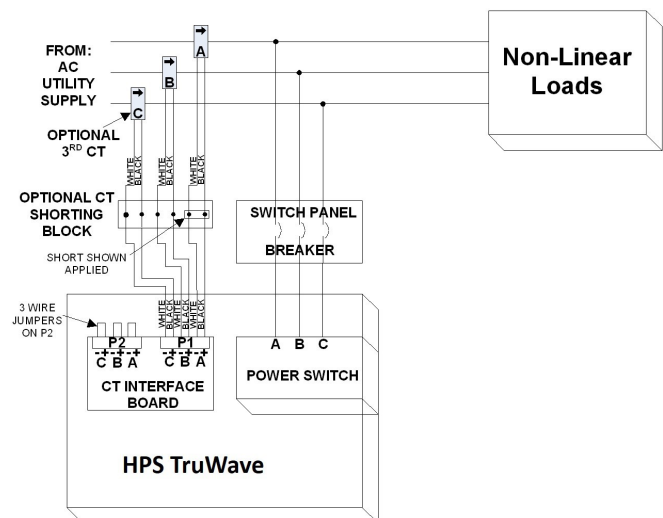 FROM:
AC
UTILITY
SUPPLY
A
B
C
OPTIONAL
3RD CT
Non-Linear
Loads
WHITE
BLACK
WHITE
BLACK
WHITE
BLACK
OPTIONAL CT
SHORTING
BLOCK
SHORT SHOWN
APPLIED
SWITCH PANEL
BREAKER
3 WIRE
JUMPERS
ON P2
WHITE
BLACK
WHITE
BLACK
WHITE
BLACK
P2
P1
-+-+-+
-+-+-+
C B A
C B A
CT INTERFACE
BOARD
A B C
POWER SWITCH
HPS TruWave